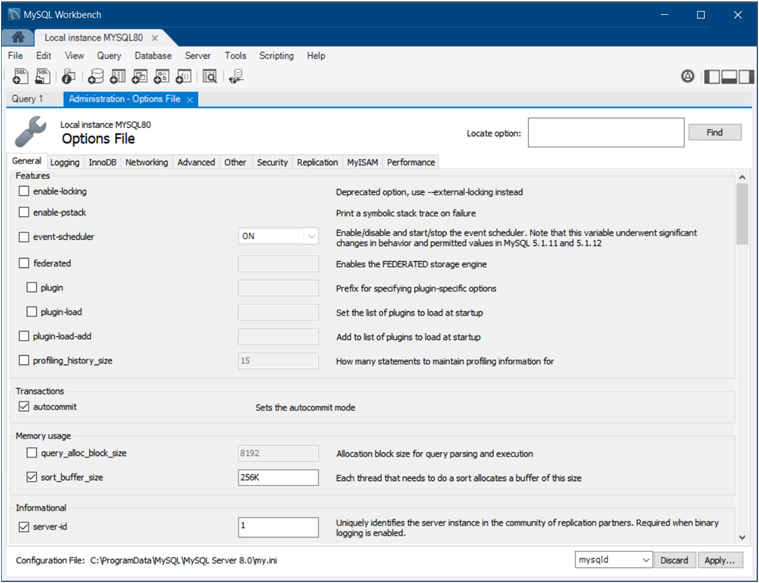 MySQL Workbench
Local instance MYSQL80
File Edit View Query Database Server Tools Scripting Help
Query 1 Administration - Options File
Local instance MYSQL80
Options File
Locate option: Find
General Logging InnoDB Networking Advanced Other Security Replication MyISAM Performance
Features
enable-locking Deprecated option, use --external-locking instead
enable-pstack Print a symbolic stack trace on failure
event-scheduler ON Enable/disable and start/stop the event scheduler. Note that this variable underwent significant
changes in behavior and permitted values in MySQL 5.1.11 and 5.1.12
federated Enables the FEDERATED storage engine
plugin Prefix for specifying plugin-specific options
plugin-load Set the list of plugins to load at startup
plugin-load-add Add to list of plugins to load at startup
profiling_history_size 15 How many statements to maintain profiling information for
Transactions
autocommit Sets the autocommit mode
Memory usage
query_alloc_block_size 8192 Allocation block size for query parsing and execution
sort_buffer_size 256K Each thread that needs to do a sort allocates a buffer of this size
Informational
server-id 1 Uniquely identifies the server instance in the community of replication partners. Required when binary
logging is enabled.
Configuration File: C:\ProgramData\MySQL\MySQL Server 8.0\my.ini mysqld Discard Apply...